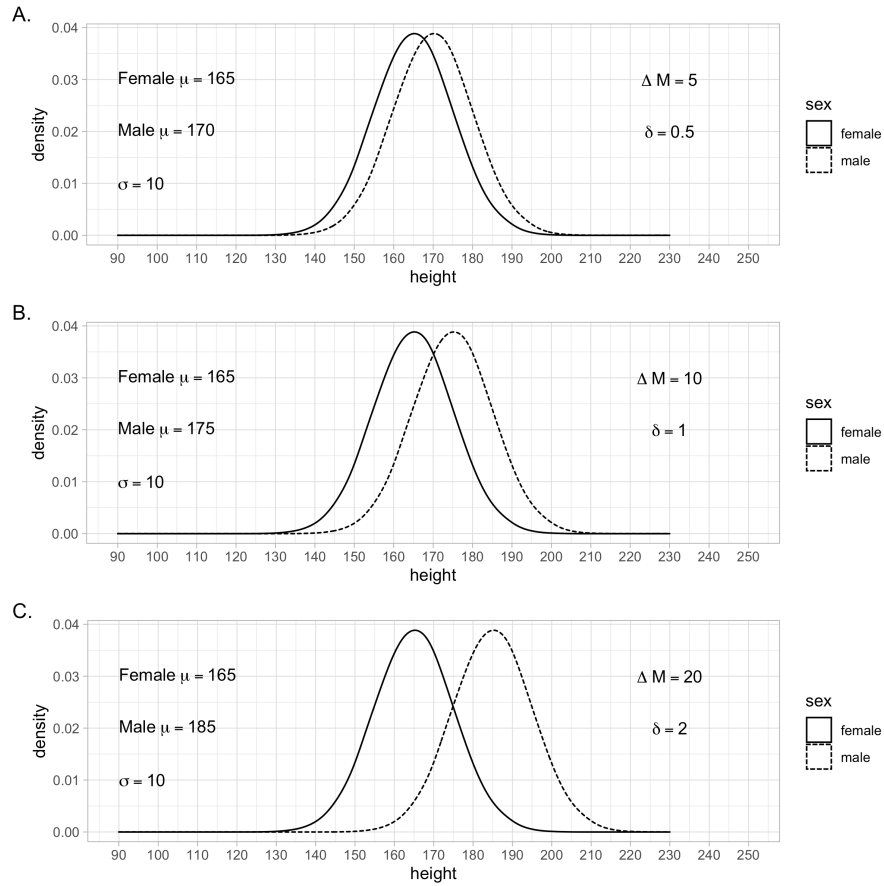 A.
0.04
0.03
0.02
0.01
0.00
density
Female μ = 165
Male μ = 170
σ = 10
Δ M = 5
δ = 0.5
90 100 110 120 130 140 150 160 170 180 190 200 210 220 230 240 250
height
sex
female
male
B.
0.04
0.03
0.02
0.01
0.00
density
Female μ = 165
Male μ = 175
σ = 10
Δ M = 10
δ = 1
90 100 110 120 130 140 150 160 170 180 190 200 210 220 230 240 250
height
sex
female
male
C.
0.04
0.03
0.02
0.01
0.00
density
Female μ = 165
Male μ = 185
σ = 10
Δ M = 20
δ = 2
90 100 110 120 130 140 150 160 170 180 190 200 210 220 230 240 250
height
sex
female
male